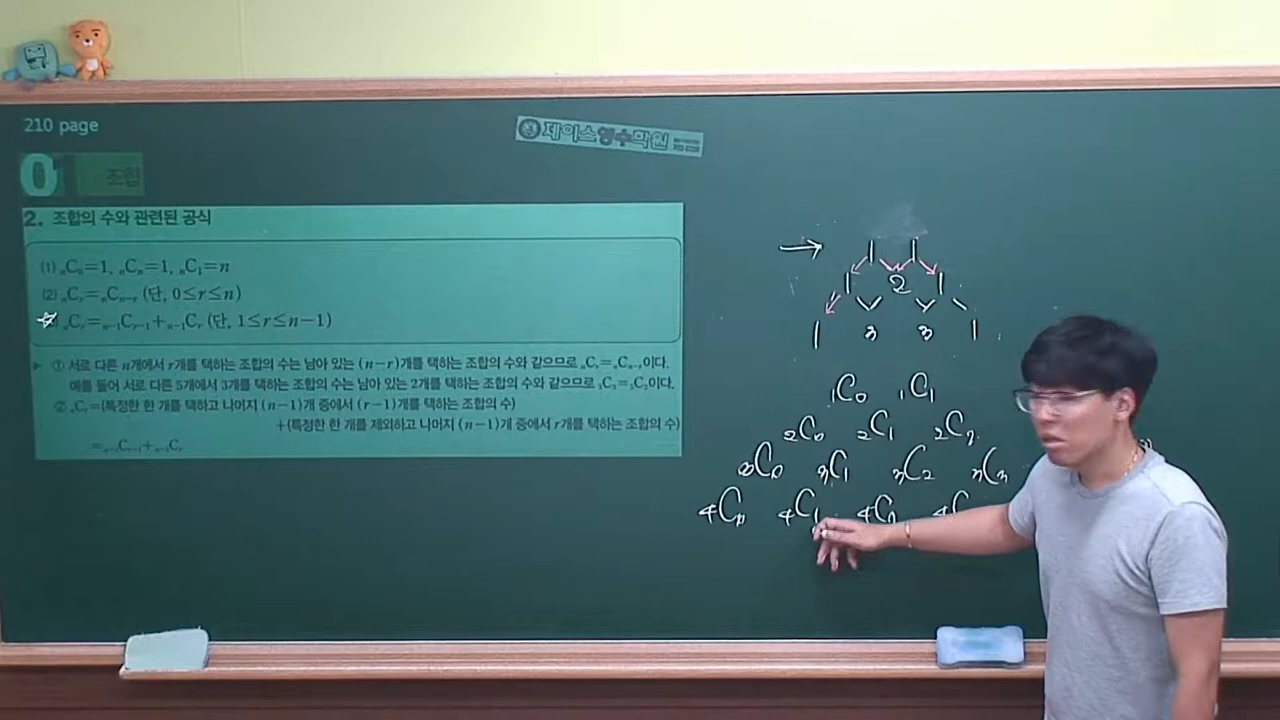 210 page
제이스영수학원
01 조합
2. 조합의 수와 관련된 공식
(1) ₙC₀=1, ₙCₙ=1, ₙC₁=n
(2) ₙCᵣ=ₙCₙ₋ᵣ (단, 0≤r≤n)
☆) ₙCᵣ=ₙ₋₁Cᵣ₋₁+ₙ₋₁Cᵣ (단, 1≤r≤n-1)
▶ ① 서로 다른 n개에서 r개를 택하는 조합의 수는 남아 있는 (n-r)개를 택하는 조합의 수와 같으므로 ₙCᵣ=ₙCₙ₋ᵣ이다.
예를 들어 서로 다른 5개에서 3개를 택하는 조합의 수는 남아 있는 2개를 택하는 조합의 수와 같으므로 ₅C₃=₅C₂이다.
② ₙCᵣ=(특정한 한 개를 택하고 나머지 (n-1)개 중에서 (r-1)개를 택하는 조합의 수)
+(특정한 한 개를 제외하고 나머지 (n-1)개 중에서 r개를 택하는 조합의 수)
=ₙ₋₁Cᵣ₋₁+ₙ₋₁Cᵣ
→ 1 1
1 2 1
1 3 3 1
₁C₀ ₁C₁
₂C₀ ₂C₁ ₂C₂
₃C₀ ₃C₁ ₃C₂ ₃C₃
₄C₀ ₄C₁ ₄C₂ ₄C